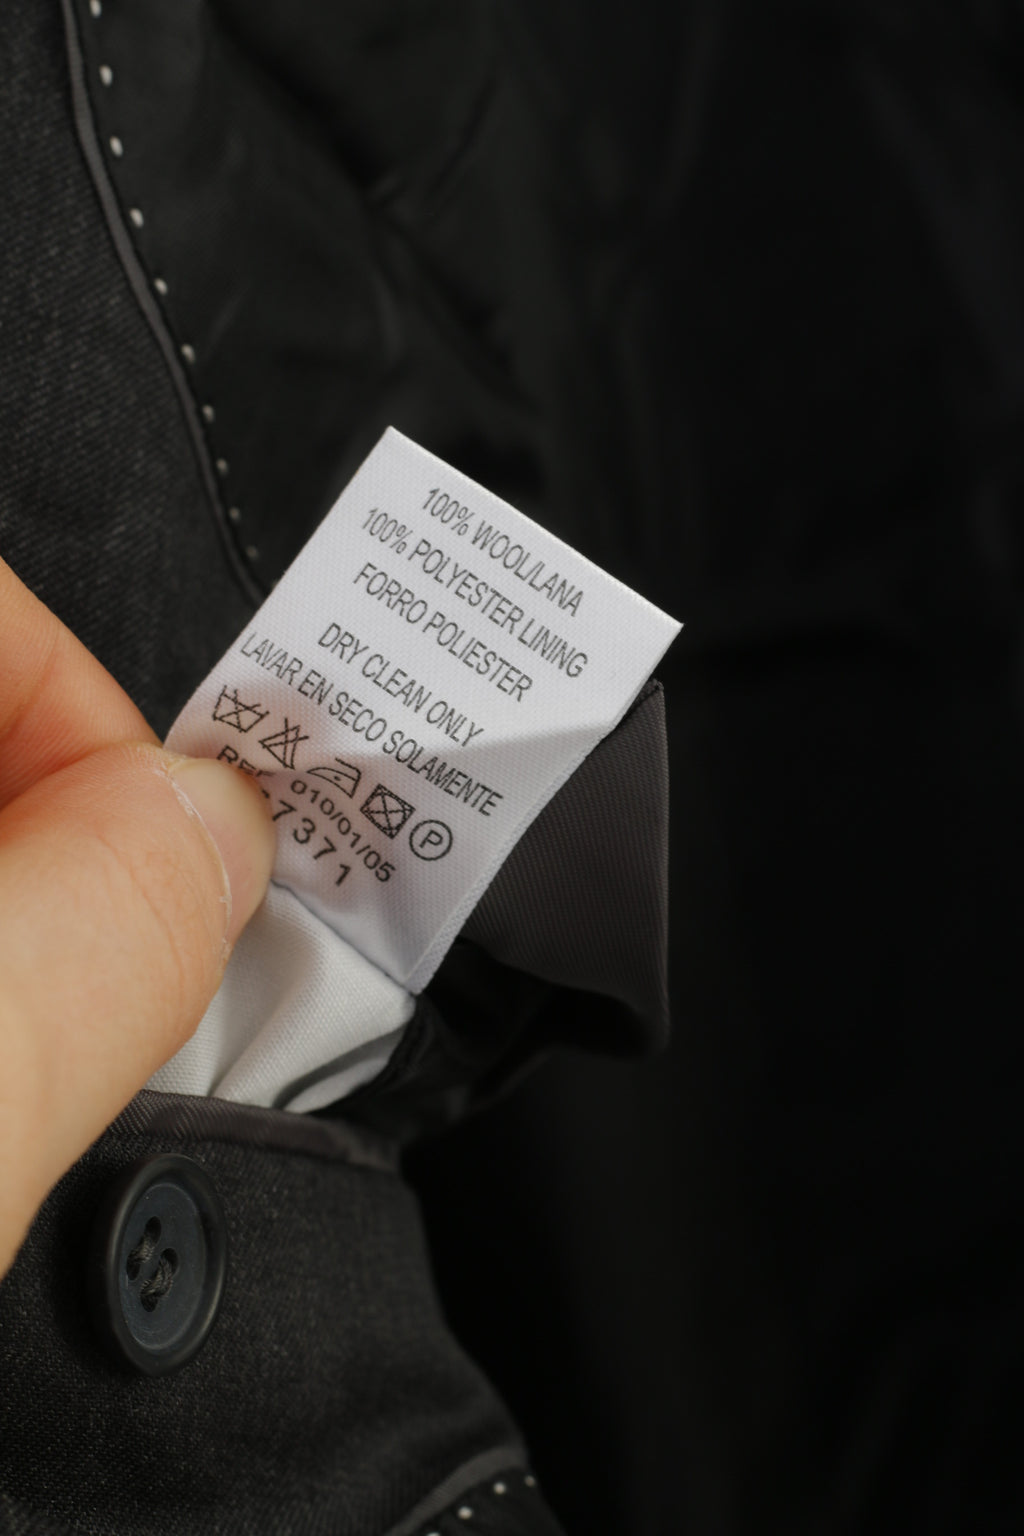 100% WOOL/LANA
100% POLYESTER LINING
FORRO POLIESTER
DRY CLEAN ONLY
LAVAR EN SECO SOLAMENTE
P
010/01/05
7371